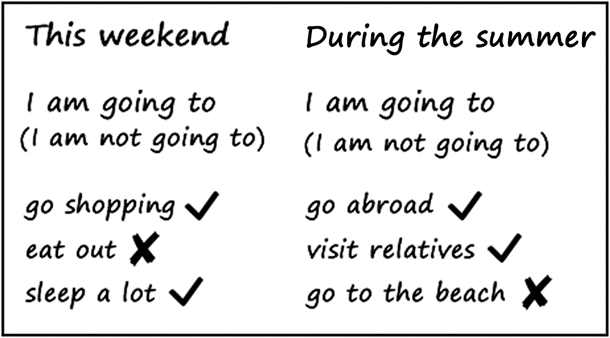 This weekend
I am going to
(I am not going to)
go shopping ✓
eat out ✗
sleep a lot ✓
During the summer
I am going to
(I am not going to)
go abroad ✓
visit relatives ✓
go to the beach ✗